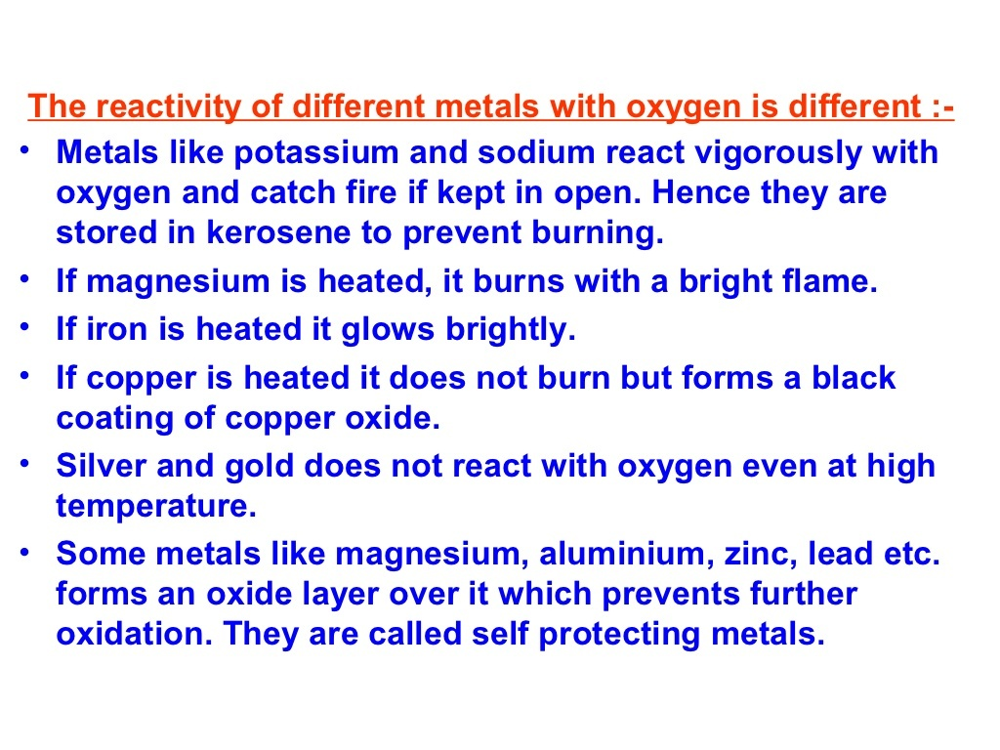 The reactivity of different metals with oxygen is different :-
• Metals like potassium and sodium react vigorously with
oxygen and catch fire if kept in open. Hence they are
stored in kerosene to prevent burning.
• If magnesium is heated, it burns with a bright flame.
• If iron is heated it glows brightly.
• If copper is heated it does not burn but forms a black
coating of copper oxide.
• Silver and gold does not react with oxygen even at high
temperature.
• Some metals like magnesium, aluminium, zinc, lead etc.
forms an oxide layer over it which prevents further
oxidation. They are called self protecting metals.